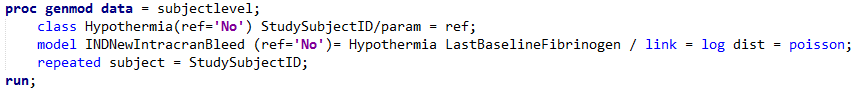 proc genmod data = subjectlevel;
class Hypothermia(ref='No') StudySubjectID/param = ref;
model INDNewIntracranBleed (ref='No')= Hypothermia LastBaselineFibrinogen / link = log dist = poisson;
repeated subject = StudySubjectID;
run;